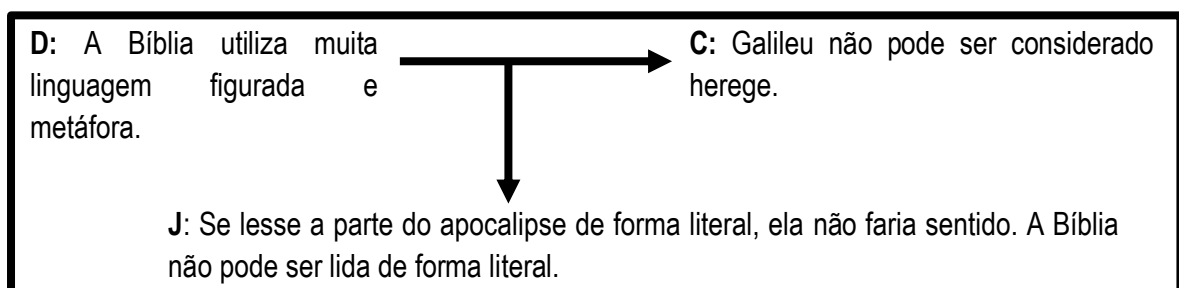 D: A Bíblia utiliza muita
linguagem figurada e
metáfora.
C: Galileu não pode ser considerado
herege.
J: Se lesse a parte do apocalipse de forma literal, ela não faria sentido. A Bíblia
não pode ser lida de forma literal.